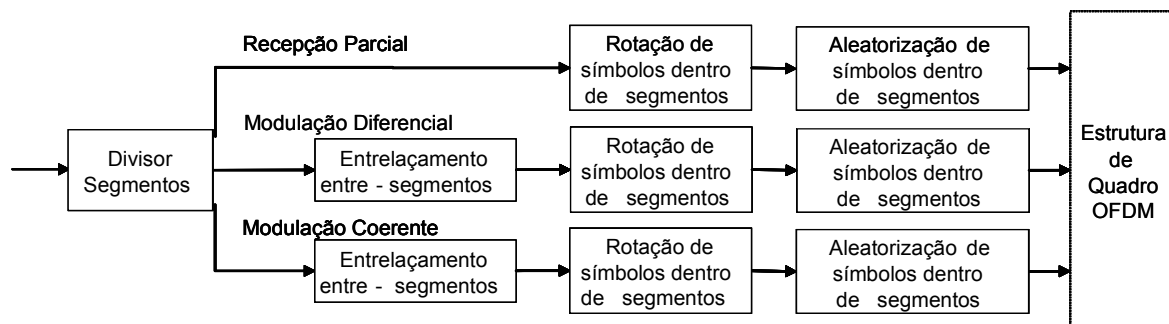 Recepção Parcial
Rotação de
símbolos dentro
de segmentos
Aleatorização de
símbolos dentro
de segmentos
Divisor
Segmentos
Modulação Diferencial
Entrelaçamento
entre - segmentos
Rotação de
símbolos dentro
de segmentos
Aleatorização de
símbolos dentro
de segmentos
Modulação Coerente
Entrelaçamento
entre - segmentos
Rotação de
símbolos dentro
de segmentos
Aleatorização de
símbolos dentro
de segmentos
Estrutura
de
Quadro
OFDM